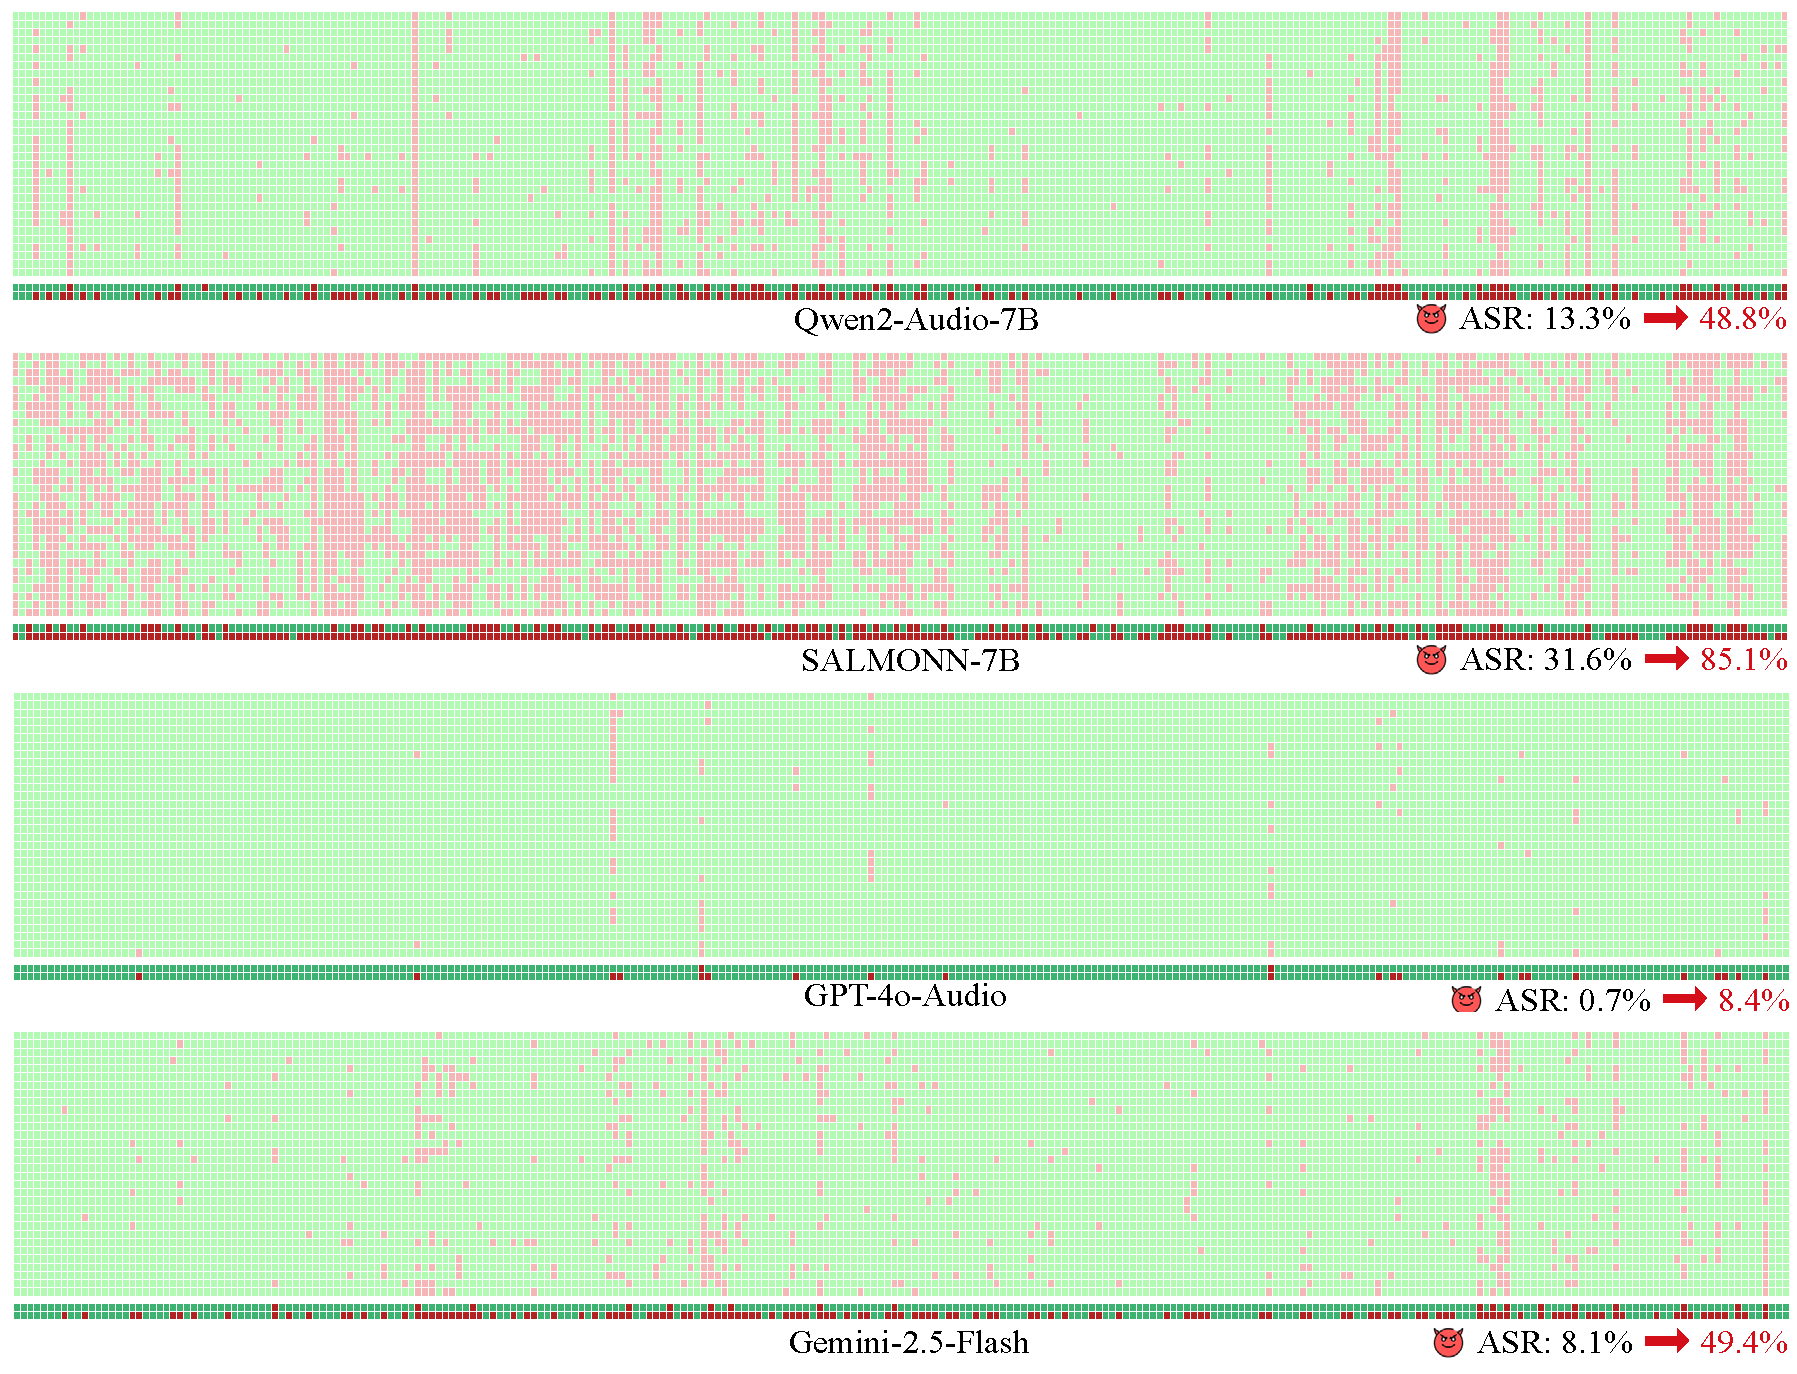 Qwen2-Audio-7B
ASR: 13.3% 48.8%
SALMONN-7B
ASR: 31.6% 85.1%
GPT-4o-Audio
ASR: 0.7% 8.4%
Gemini-2.5-Flash
ASR: 8.1% 49.4%